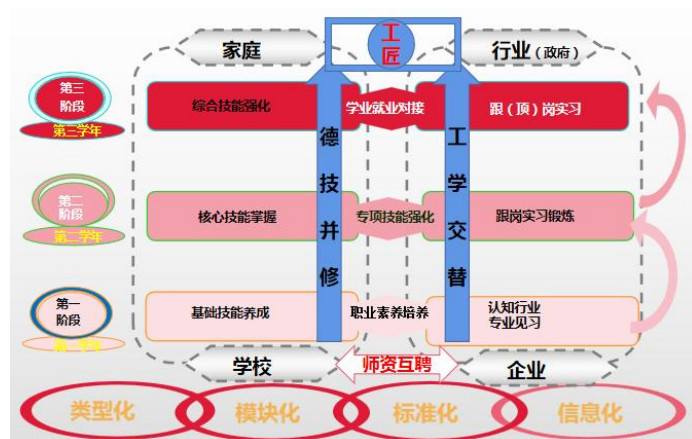 家庭
工
匠
行业（政府）
第三
阶段
第三学年
综合技能强化
学业就业对接
跟（顶）岗实习
德技并修
工学交替
第二
阶段
第二学年
核心技能掌握
专项技能强化
跟岗实习锻炼
第一
阶段
第一学年
基础技能养成
职业素养培养
认知行业
专业见习
学校
师资互聘
企业
类型化
模块化
标准化
信息化